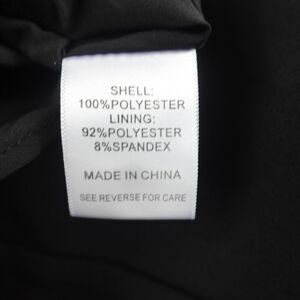 SHELL:
100%POLYESTER
LINING:
92%POLYESTER
8%SPANDEX
MADE IN CHINA
SEE REVERSE FOR CARE